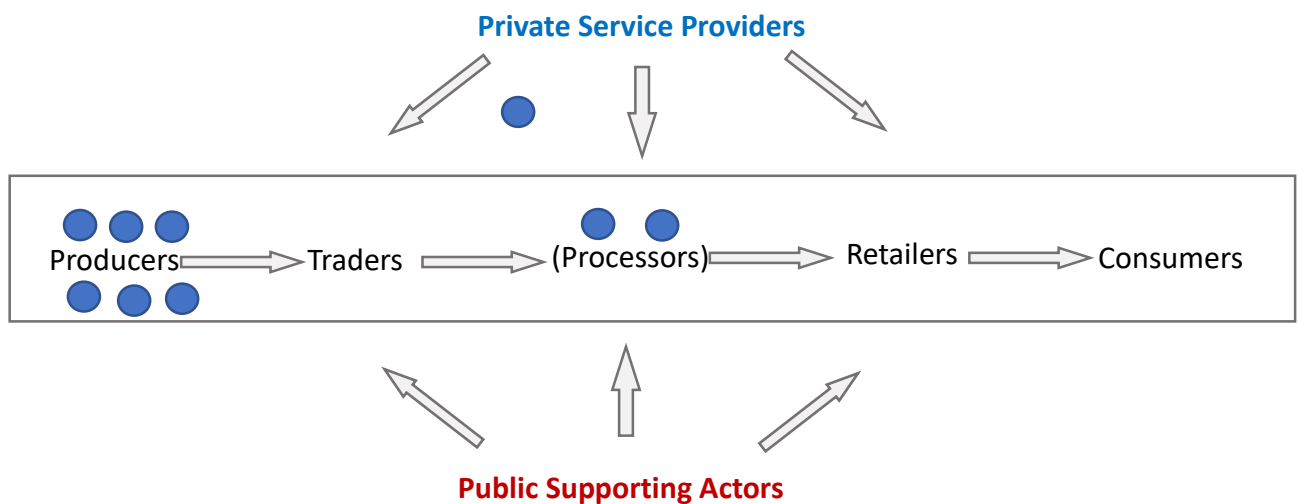 Private Service Providers
Producers
Traders
(Processors)
Retailers
Consumers
Public Supporting Actors